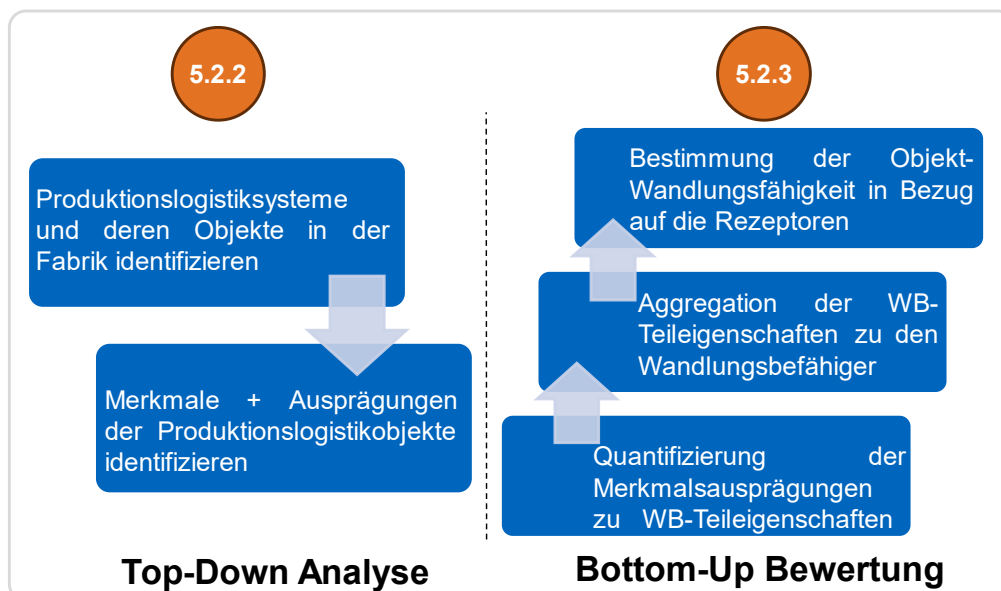 5.2.2
Produktionslogistiksysteme
und deren Objekte in der
Fabrik identifizieren
Merkmale + Ausprägungen
der Produktionslogistikobjekte
identifizieren
Top-Down Analyse
5.2.3
Bestimmung der Objekt-
Wandlungsfähigkeit in Bezug
auf die Rezeptoren
Aggregation der WB-
Teileigenschaften zu den
Wandlungsbefähiger
Quantifizierung der
Merkmalsausprägungen
zu WB-Teileigenschaften
Bottom-Up Bewertung